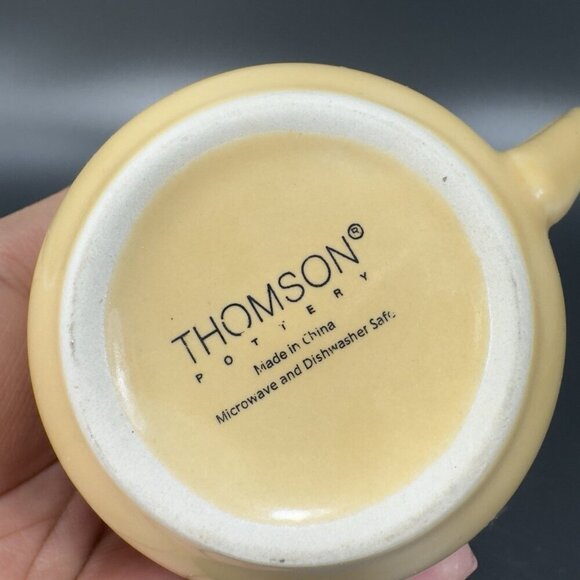 THOMSON®
POTTERY
Made in China
Microwave and Dishwasher Safe